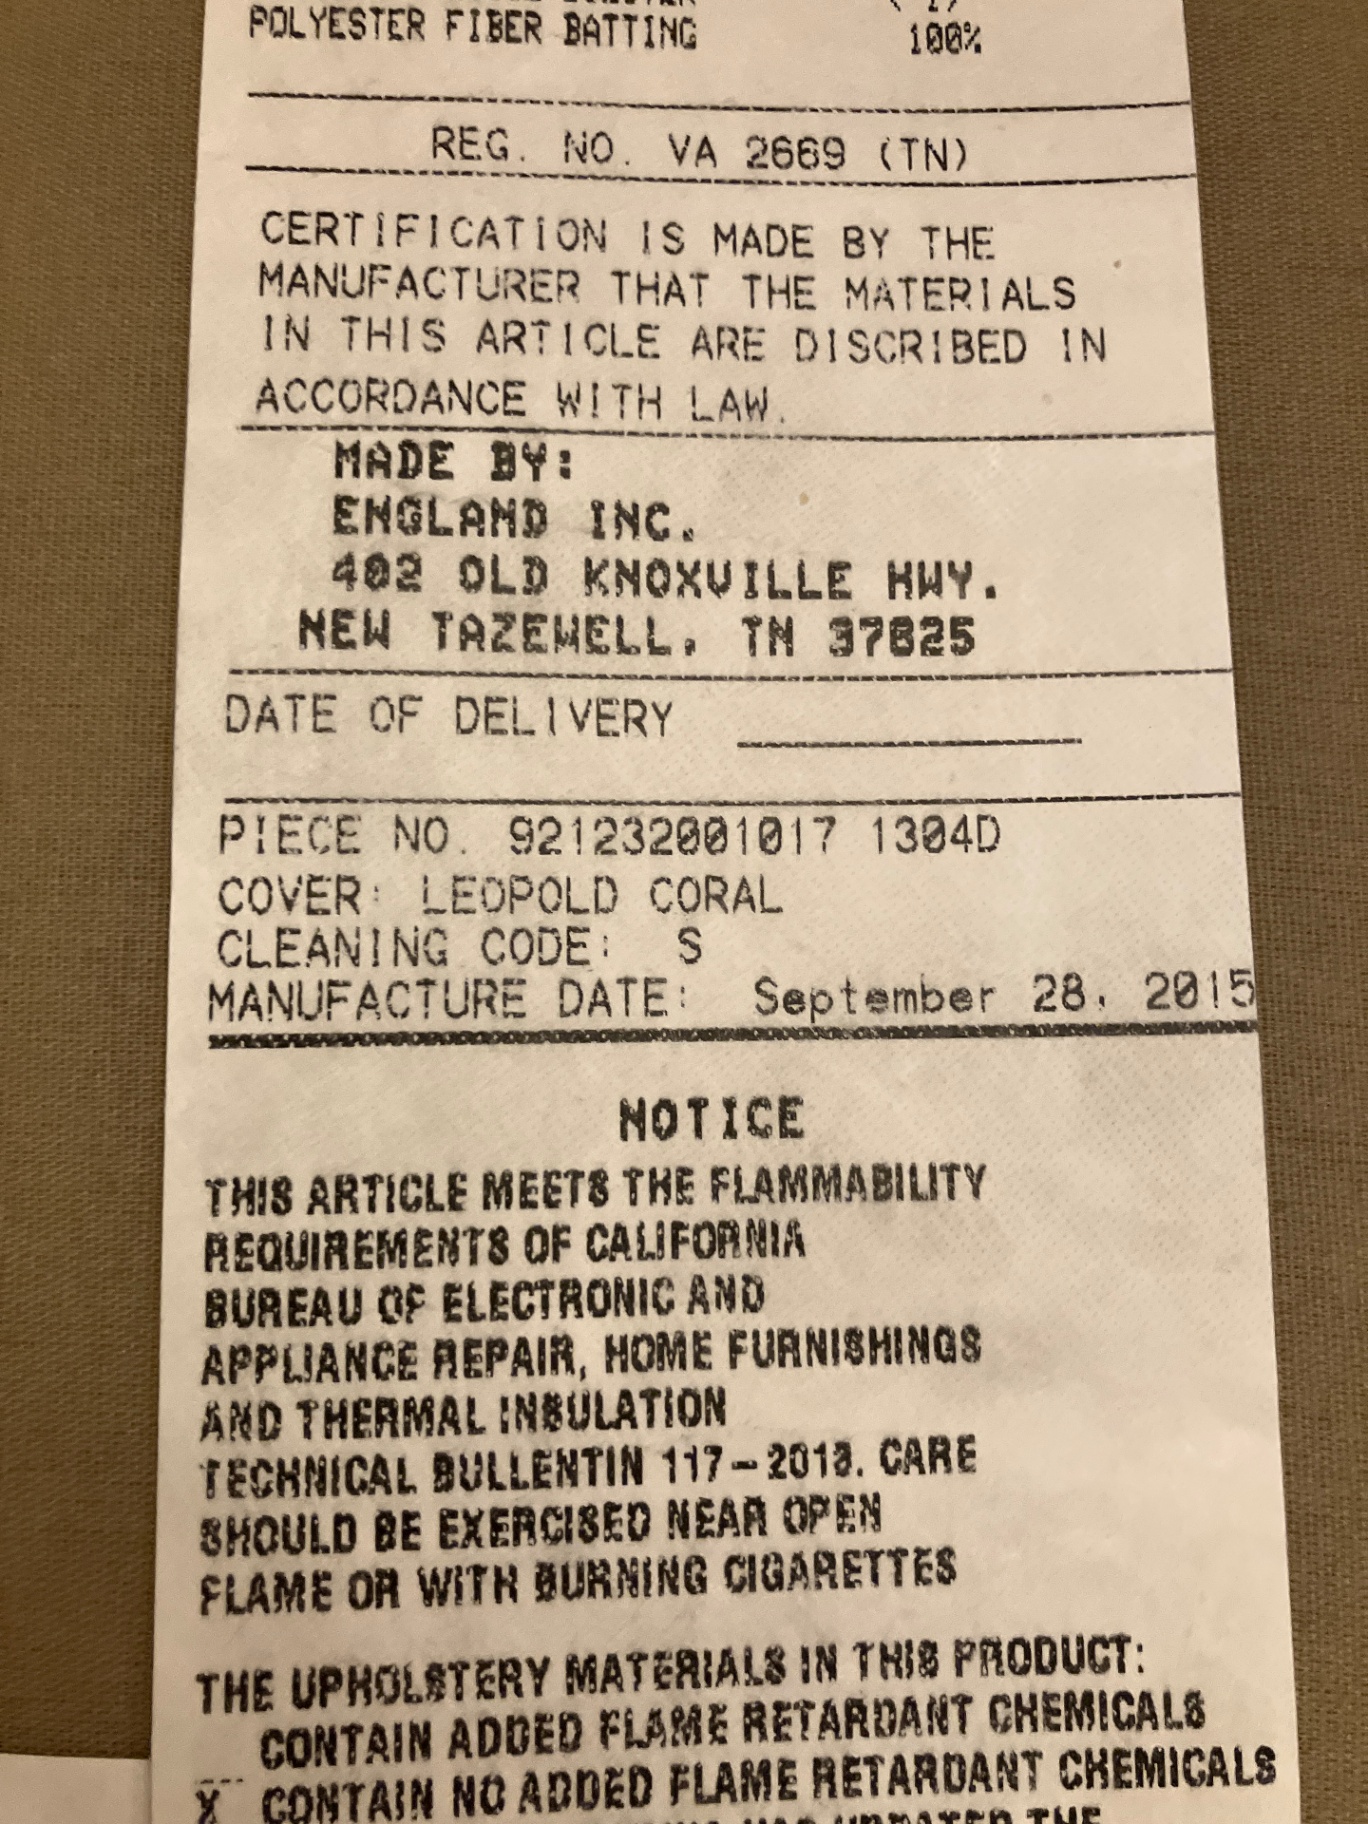 POLYESTER FIBER BATTING 100%
REG. NO. VA 2669 (TN)
CERTIFICATION IS MADE BY THE
MANUFACTURER THAT THE MATERIALS
IN THIS ARTICLE ARE DISCRIBED IN
ACCORDANCE WITH LAW.
MADE BY:
ENGLAND INC.
402 OLD KNOXVILLE HWY.
NEW TAZEWELL, TN 37825
DATE OF DELIVERY
PIECE NO. 921232001017 1304D
COVER: LEOPOLD CORAL
CLEANING CODE: S
MANUFACTURE DATE: September 28, 2015
NOTICE
THIS ARTICLE MEETS THE FLAMMABILITY
REQUIREMENTS OF CALIFORNIA
BUREAU OF ELECTRONIC AND
APPLIANCE REPAIR, HOME FURNISHINGS
AND THERMAL INSULATION
TECHNICAL BULLENTIN 117-2013. CARE
SHOULD BE EXERCISED NEAR OPEN
FLAME OR WITH BURNING CIGARETTES
THE UPHOLSTERY MATERIALS IN THIS PRODUCT:
CONTAIN ADDED FLAME RETARDANT CHEMICALS
X CONTAIN NO ADDED FLAME RETARDANT CHEMICALS
UPDATED THE